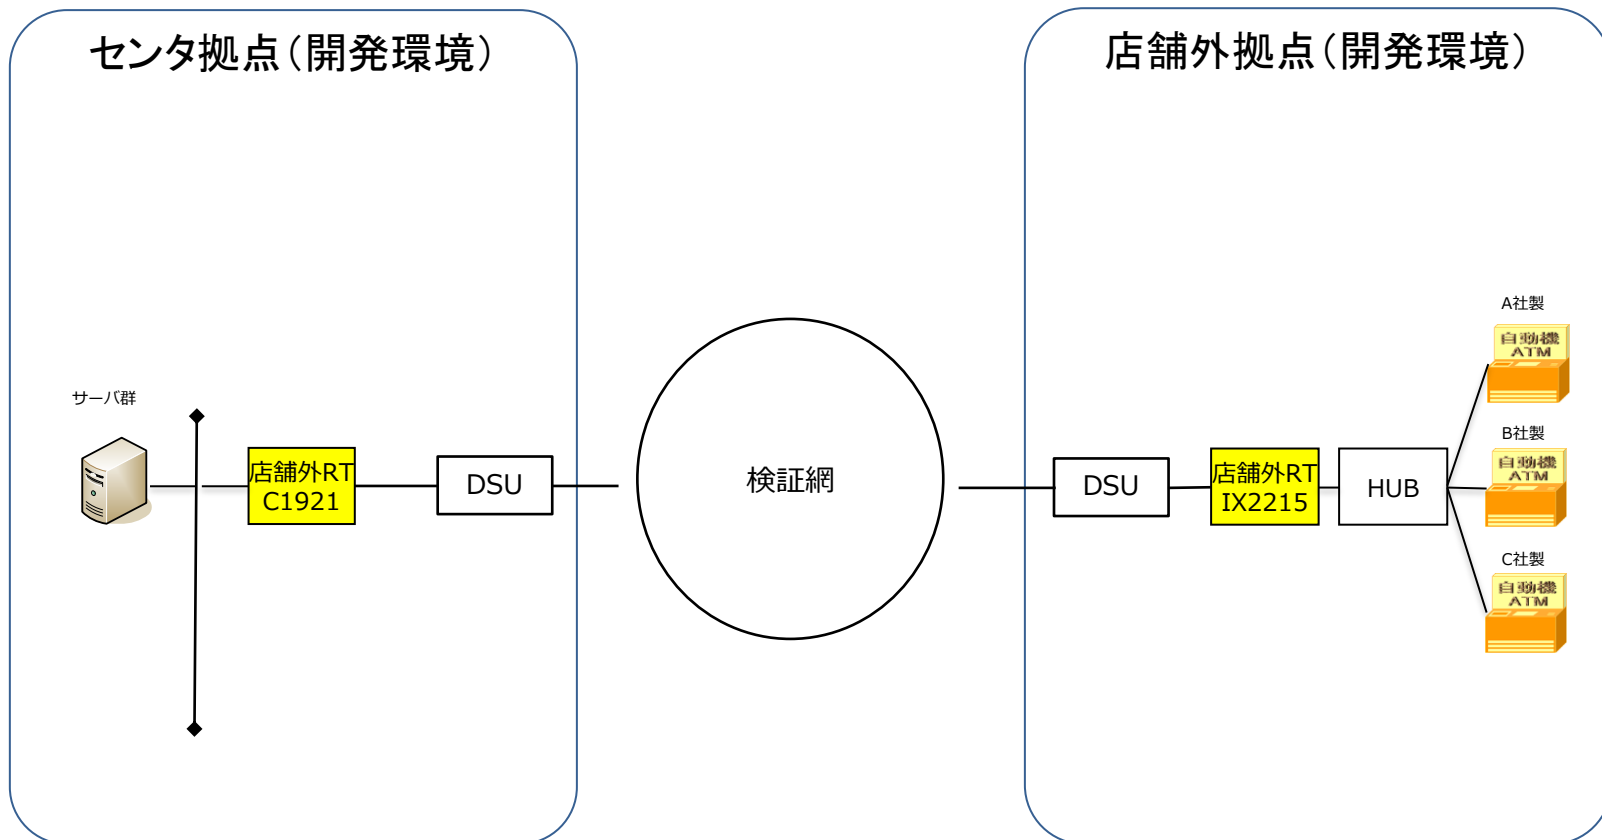 センタ拠点（開発環境）
店舗外拠点（開発環境）
サーバ群
店舗外RT
C1921
DSU
検証網
DSU
店舗外RT
IX2215
HUB
A社製
自動機
ATM
B社製
自動機
ATM
C社製
自動機
ATM